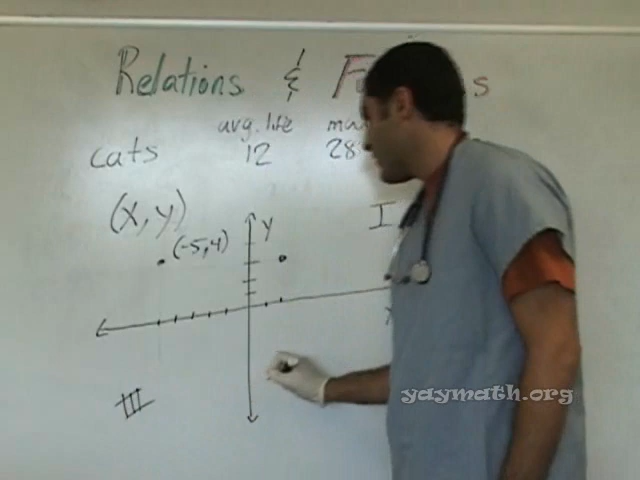 Relations &
avg. life
cats 12 28
(x, y)
I
y
(-5, 4)
III
yaymath.org